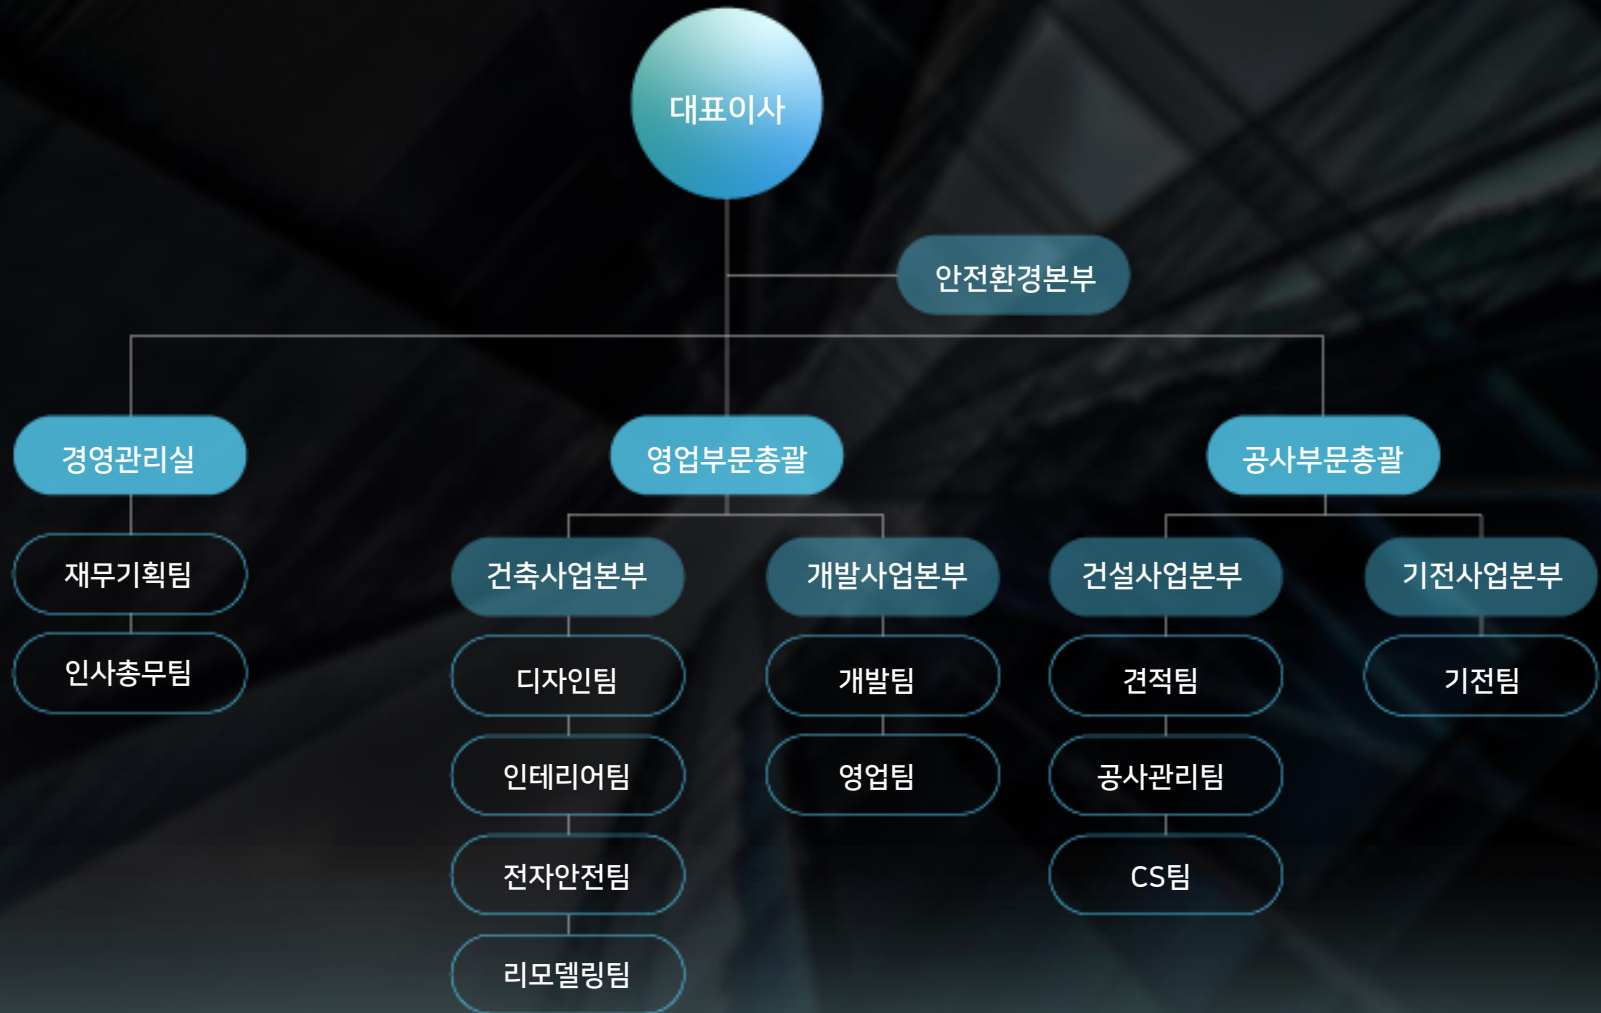 대표이사
안전환경본부
경영관리실
영업부문총괄
공사부문총괄
재무기획팀
인사총무팀
건축사업본부
개발사업본부
건설사업본부
기전사업본부
디자인팀
개발팀
견적팀
기전팀
인테리어팀
영업팀
공사관리팀
전자안전팀
CS팀
리모델링팀